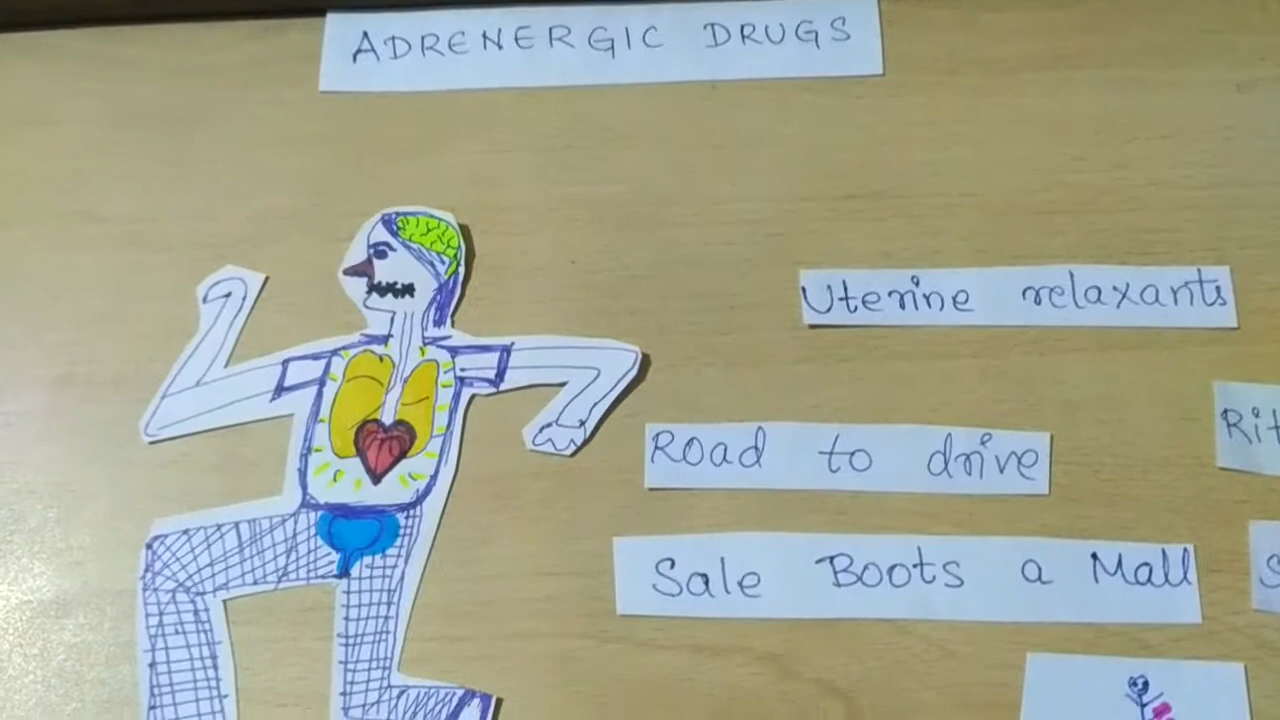 ADRENERGIC DRUGS
Uterine relaxants
Road to drive
Sale Boots a Mall